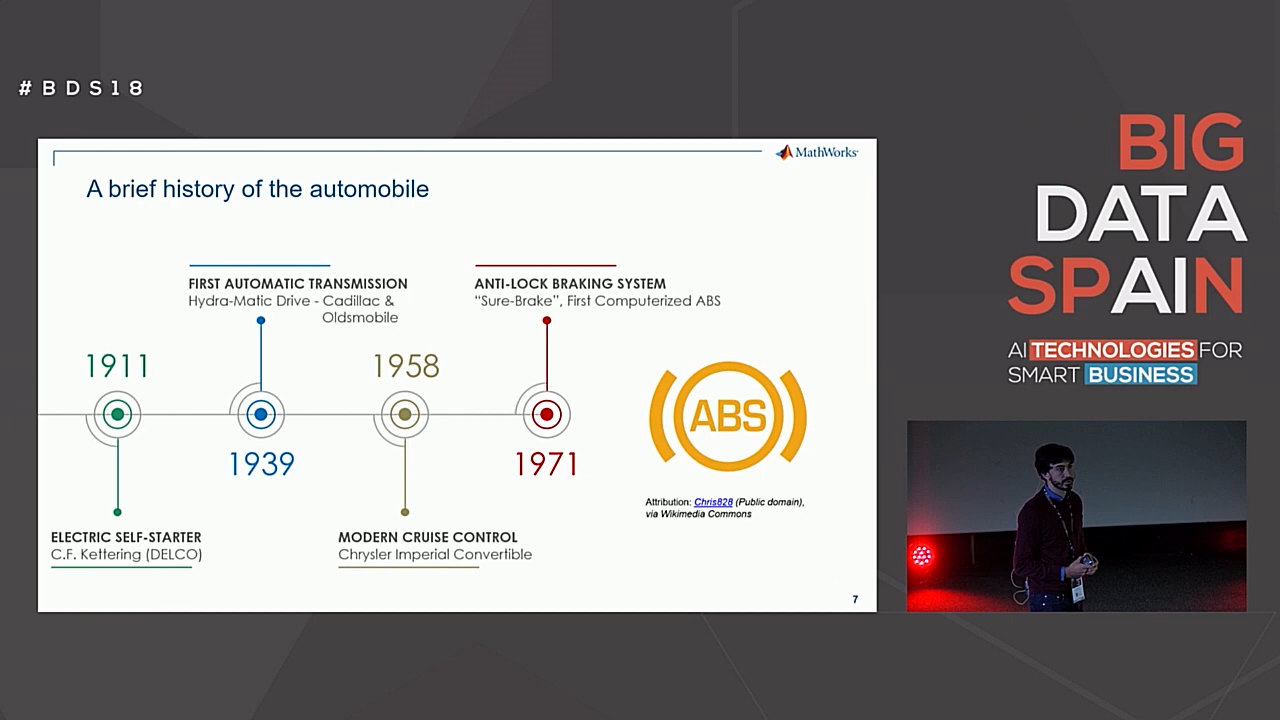 #BDS18
MathWorks
A brief history of the automobile
FIRST AUTOMATIC TRANSMISSION
Hydra-Matic Drive - Cadillac &
Oldsmobile
ANTI-LOCK BRAKING SYSTEM
“Sure-Brake”, First Computerized ABS
1911
1958
1939
1971
ABS
Attribution: Chris828 (Public domain),
via Wikimedia Commons
ELECTRIC SELF-STARTER
C.F. Kettering (DELCO)
MODERN CRUISE CONTROL
Chrysler Imperial Convertible
7
BIG
DATA
SPAIN
AI TECHNOLOGIES FOR
SMART BUSINESS